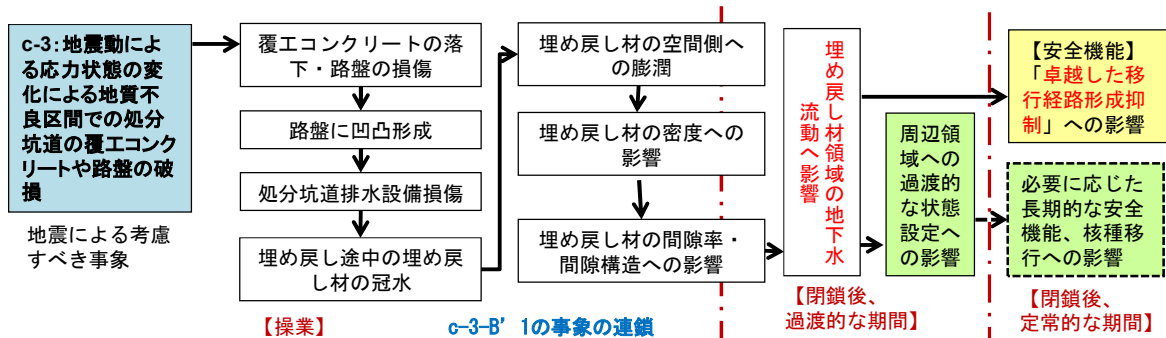 c-3:地震動によ
る応力状態の変
化による地質不
良区間での処分
坑道の覆エコンク
リートや路盤の破
損
地震による考慮
すべき事象
覆エコンクリートの落
下・路盤の損傷
路盤に凹凸形成
処分坑道排水設備損傷
埋め戻し途中の埋め戻
し材の冠水
【操業】
埋め戻し材の空間側へ
の膨潤
埋め戻し材の密度への
影響
埋め戻し材の間隙率・
間隙構造への影響
c-3-B’1の事象の連鎖
埋め戻し材領域の地下水
流動へ影響
周辺領
域への
過渡的
な状態
設定へ
の影響
【閉鎖後、
過渡的な期間】
【安全機能】
「卓越した移
行経路形成抑
制」への影響
必要に応じた
長期的な安全
機能、核種移
行への影響
【閉鎖後、
定常的な期間】